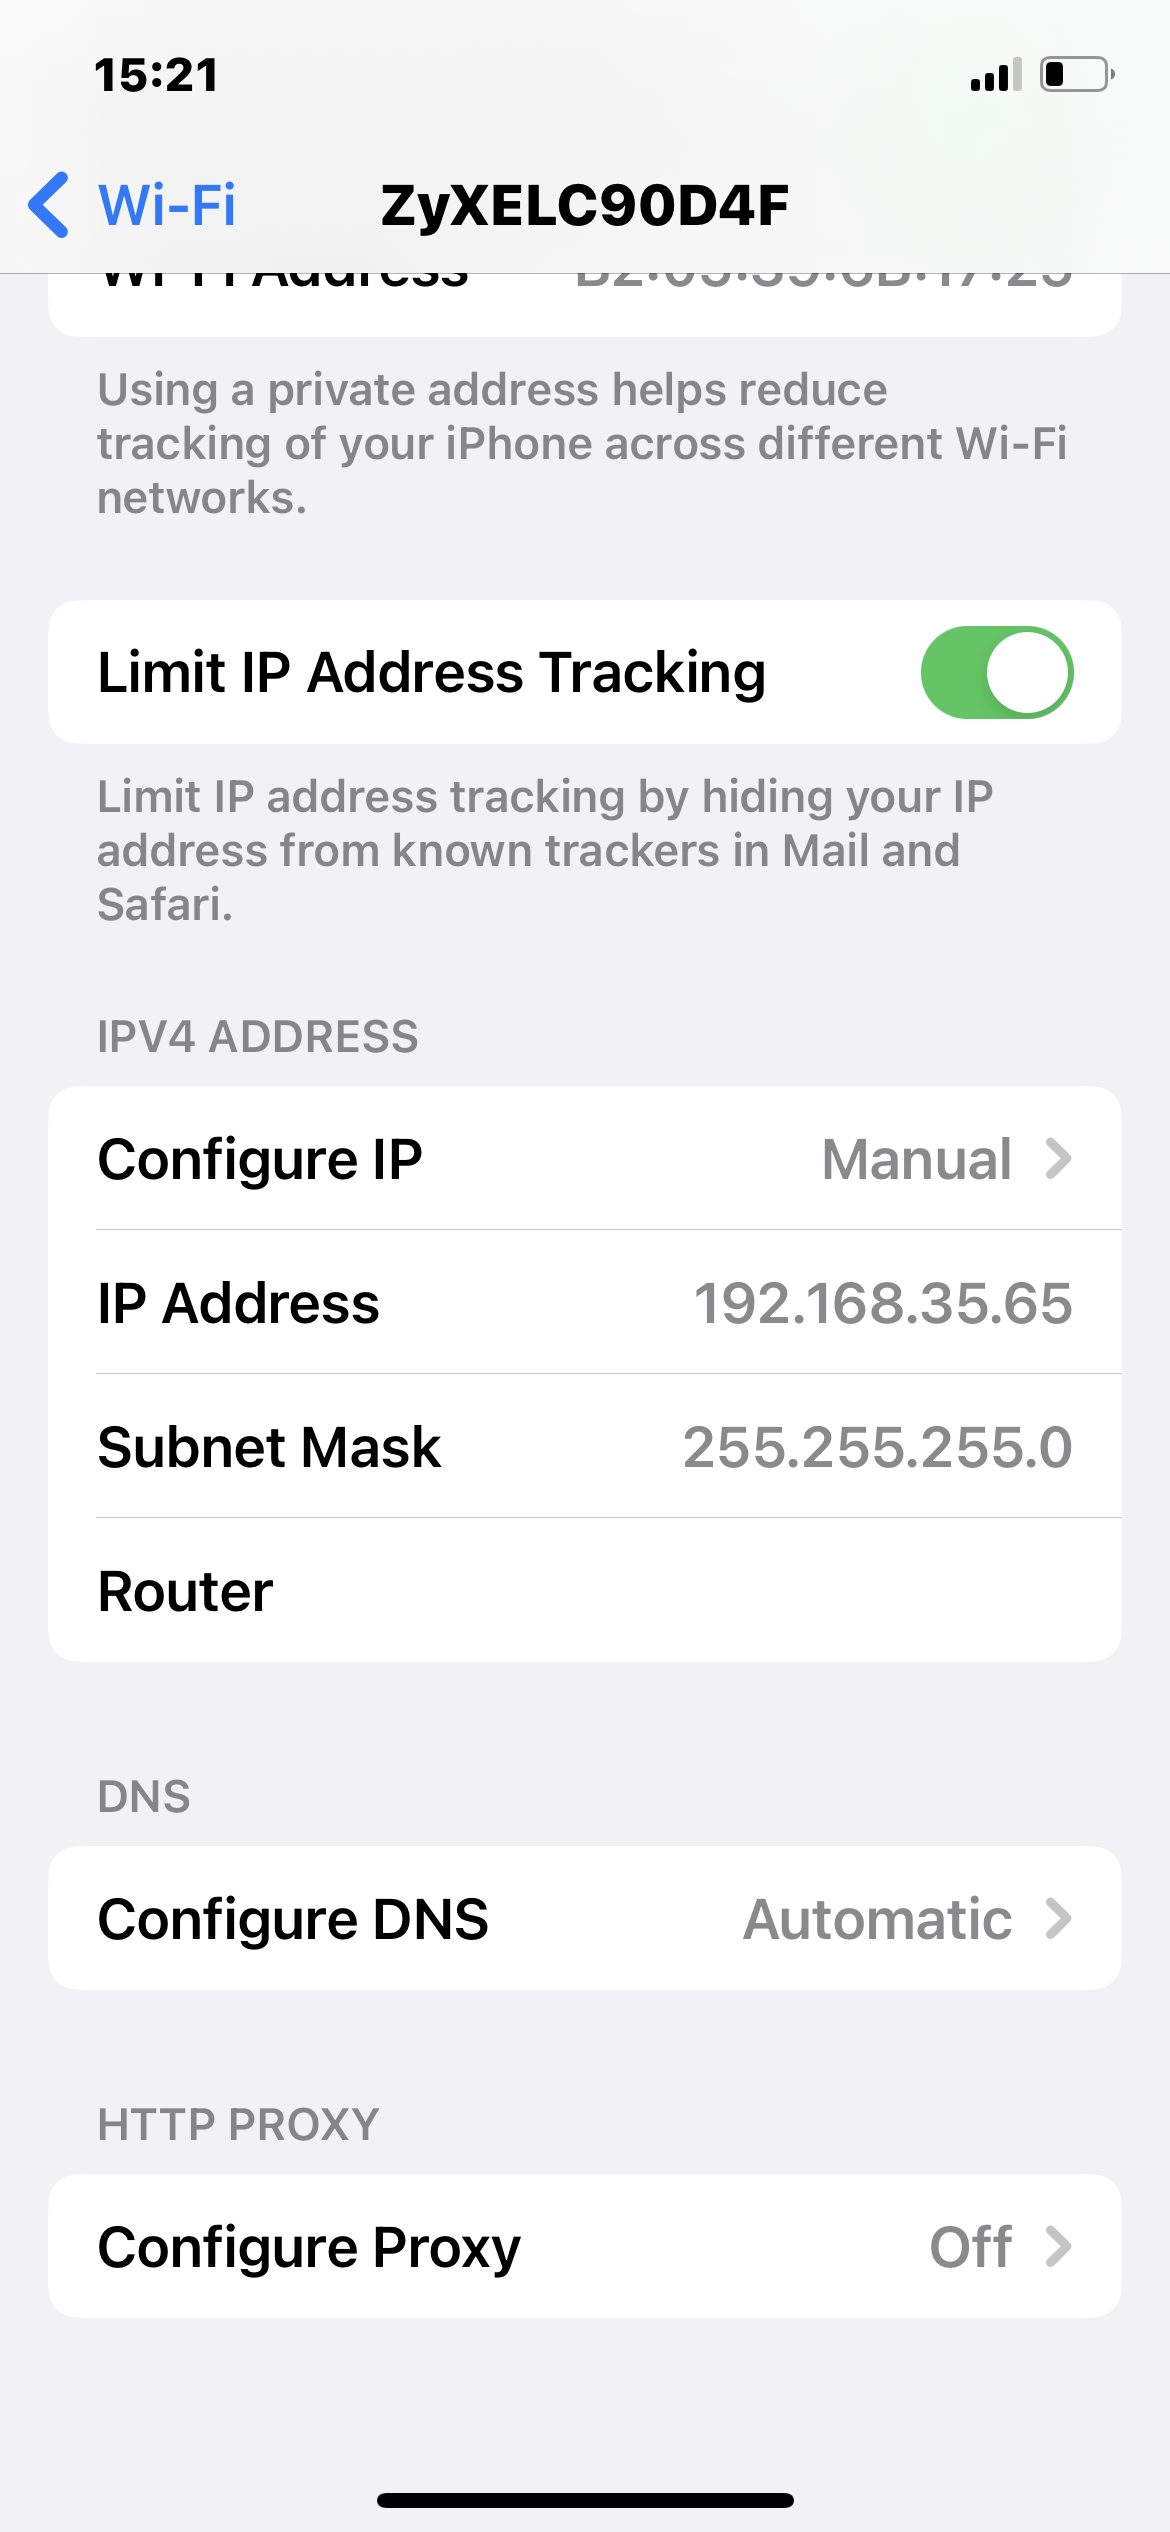 15:21
Wi-Fi
ZyXELC90D4F
Wi-Fi Address
Using a private address helps reduce
tracking of your iPhone across different Wi-Fi
networks.
Limit IP Address Tracking
Limit IP address tracking by hiding your IP
address from known trackers in Mail and
Safari.
IPV4 ADDRESS
Configure IP Manual
IP Address 192.168.35.65
Subnet Mask 255.255.255.0
Router
DNS
Configure DNS Automatic
HTTP PROXY
Configure Proxy Off